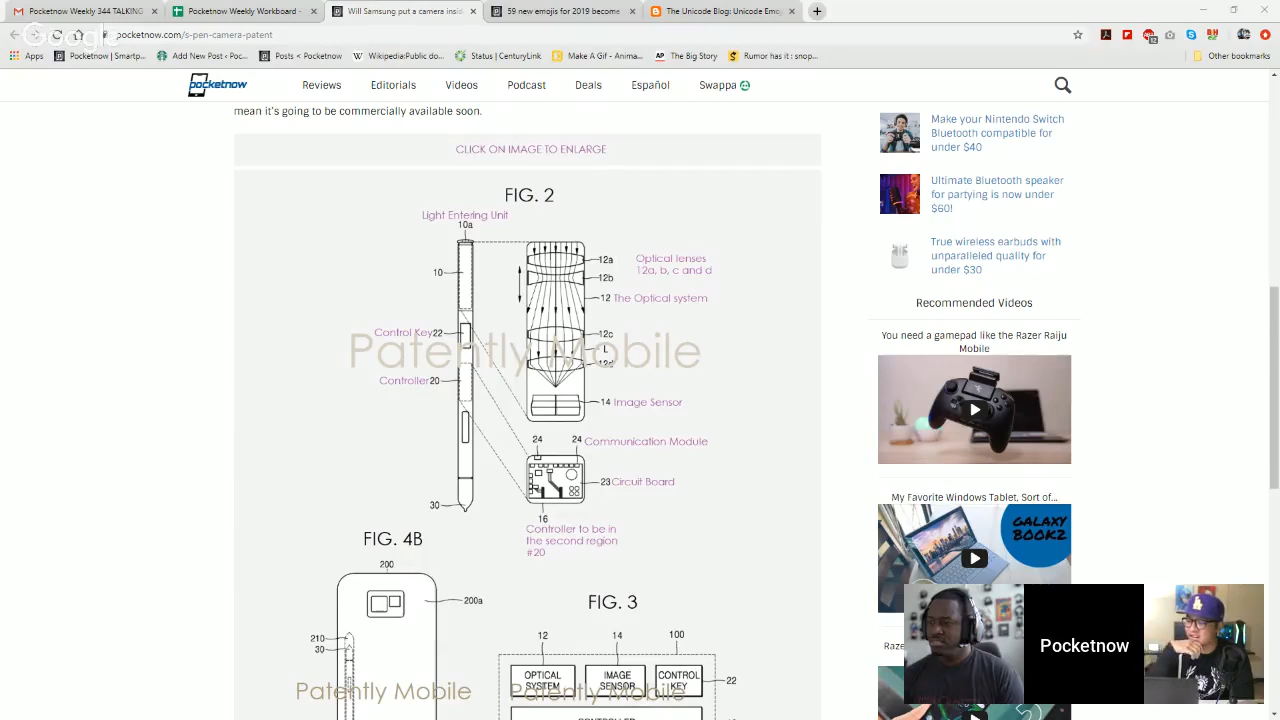 M Pocketnow Weekly 344 TALKING
Pocketnow Weekly Workboard -
Will Samsung put a camera insid
59 new emojis for 2019 becom
The Unicode Blog: Unicode Emoj
pocketnow.com/s-pen-camera-patent
Google
Apps
Pocketnow | Smartp...
Posts ‹ Pocketnow
WikipediaPublic do...
Status | CenturyLink
Make A Gif - Animat...
AP The Big Story:
Rumor has it : snop...
Other bookmarks
pocketnow
Reviews
Editorials
Videos
Podcast
Deals
Español
Swappa
mean it's going to be commercially available soon.
CLICK ON IMAGE TO ENLARGE
FIG. 2
Light Entering Unit
10a
10
12a
12b
Optical lenses
12a, b, c and d
12 The Optical system
Control Key 22
12c
L
12d
Patently Mobile
Controller 20
14 Image Sensor
24
24 Communication Module
23 Circuit Board
30
16
Controller to be in
the second region
#20
FIG. 4B
200
200a
210
30
FIG. 3
12
14
100
OPTICAL
SYSTEM
IMAGE
SENSOR
CONTROL
KEY
22
Patently Mobile
Patently Mobile
CONTROLLER
Make your Nintendo Switch
Bluetooth compatible for
under $40
Ultimate Bluetooth speaker
for partying is now under
$60!
True wireless earbuds with
unparalleled quality for
under $30
Recommended Videos
You need a gamepad like the Razer Raiju
Mobile
My Favorite Windows Tablet, Sort of...
GALAXY
BOOK2
Raze
Pocketnow